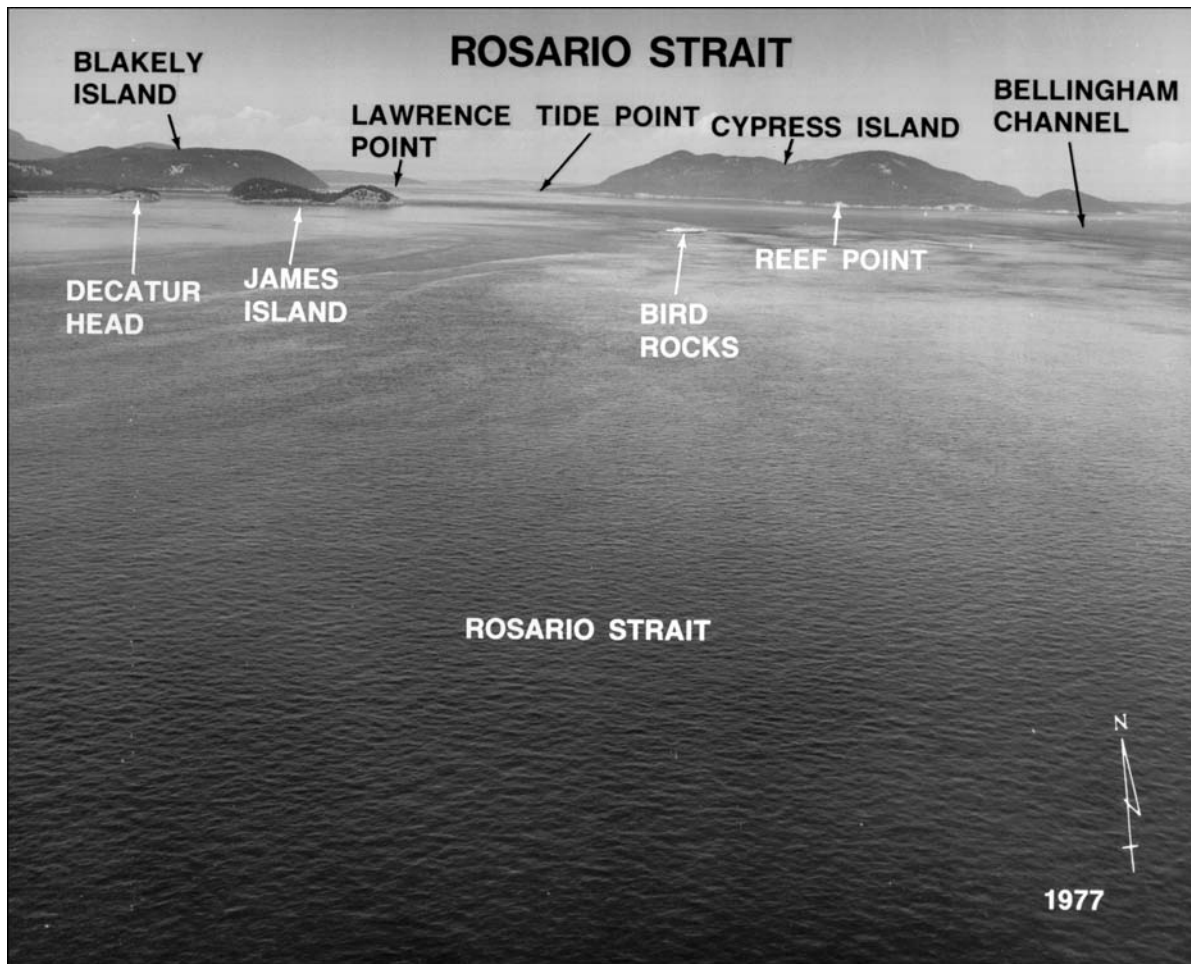 ROSARIO STRAIT
BLAKELY
ISLAND
LAWRENCE
POINT
TIDE POINT
CYPRESS ISLAND
BELLINGHAM
CHANNEL
DECATUR
HEAD
JAMES
ISLAND
BIRD
ROCKS
REEF POINT
ROSARIO STRAIT
N
1977